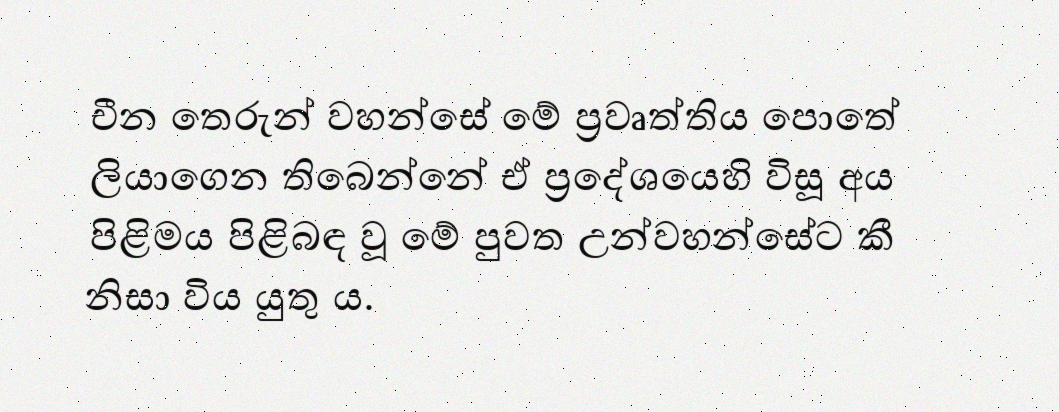 චීන තෙරුන් වහන්සේ මේ ප්‍රවෘත්තිය පොතේ
ලියාගෙන තිබෙන්නේ ඒ ප්‍රදේශයෙහි විසූ අය
පිළිමය පිළිබඳ වූ මේ පුවත උන්වහන්සේට කී
නිසා විය යුතු ය.